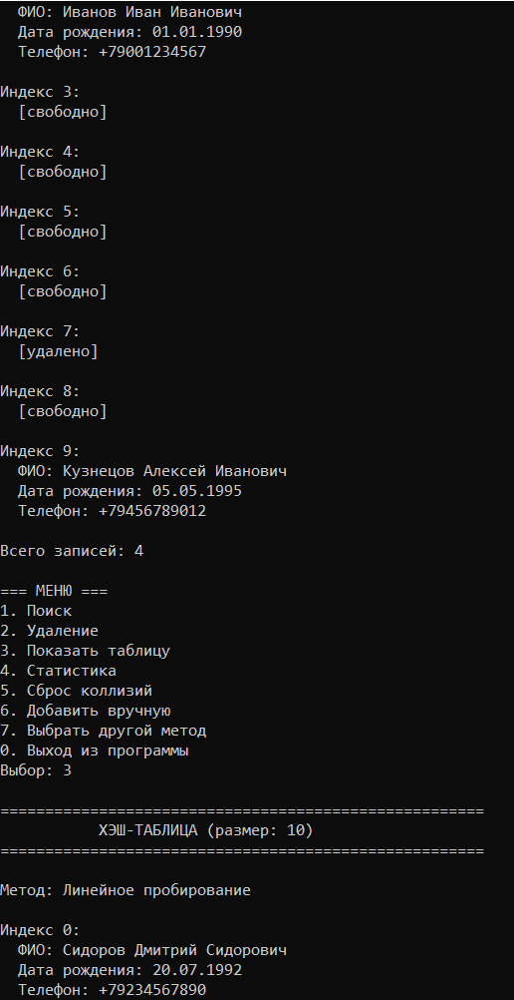 ФИО: Иванов Иван Иванович
Дата рождения: 01.01.1990
Телефон: +79001234567
Индекс 3:
[свободно]
Индекс 4:
[свободно]
Индекс 5:
[свободно]
Индекс 6:
[свободно]
Индекс 7:
[удалено]
Индекс 8:
[свободно]
Индекс 9:
ФИО: Кузнецов Алексей Иванович
Дата рождения: 05.05.1995
Телефон: +79456789012
Всего записей: 4
=== МЕНЮ ===
1. Поиск
2. Удаление
3. Показать таблицу
4. Статистика
5. Сброс коллизий
6. Добавить вручную
7. Выбрать другой метод
0. Выход из программы
Выбор: 3
======================================================
ХЭШ-ТАБЛИЦА (размер: 10)
======================================================
Метод: Линейное пробирование
Индекс 0:
ФИО: Сидоров Дмитрий Сидорович
Дата рождения: 20.07.1992
Телефон: +79234567890